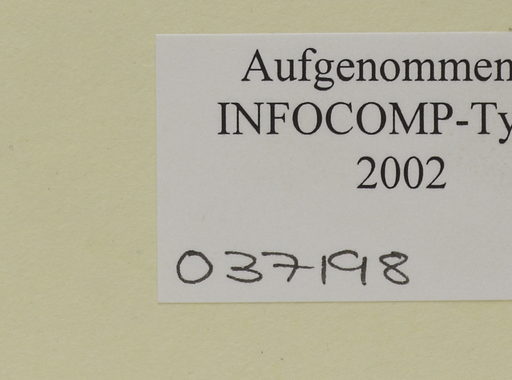 Aufgenommen
INFOCOMP-Ty
2002
037198